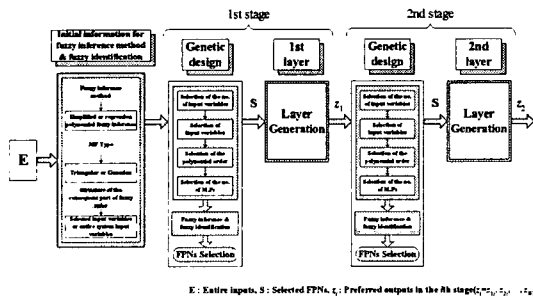 1st stage
2nd stage
Initial information for
fuzzy inference method
& fuzzy identification
Genetic
design
1st
layer
Genetic
design
2nd
layer
Fuzzy inference
method
Simplified or regression
polynomial fuzzy inference
MF Type
Triangular or Gaussian
Structure of the
consequent part of fuzzy
rules
Selected input variables
or entire system input
variables
E
Selection of the no. of
input variables
Selection of
input variables
Selection of the
polynomial order
Selection of the no.
of M.Fs
Fuzzy inference &
fuzzy identification
FPNs Selection
S
Layer
Generation
z1
Selection of the no. of
input variables
Selection of
input variables
Selection of the
polynomial order
Selection of the no.
of M.Fs
Fuzzy inference &
fuzzy identification
FPNs Selection
S
Layer
Generation
z2
E : Entire inputs, S : Selected FPNs, zi : Preferred outputs in the ith stage(zi=z1i, z2i,